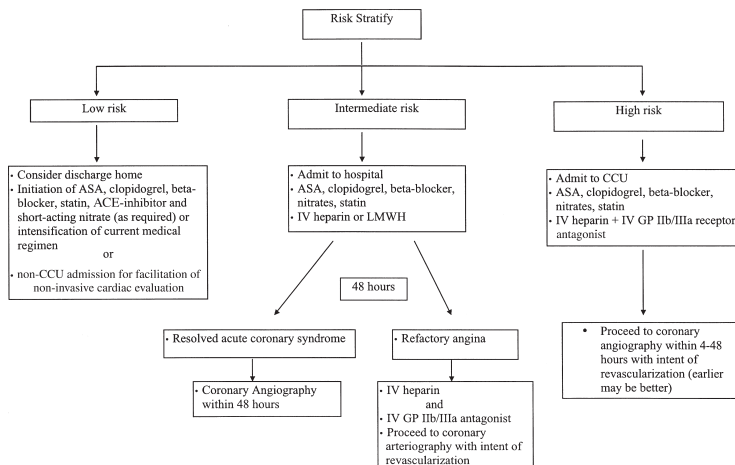 Risk Stratify
Low risk
Intermediate risk
High risk
• Consider discharge home
• Initiation of ASA, clopidogrel, beta-
blocker, statin, ACE-inhibitor and
short-acting nitrate (as required) or
intensification of current medical
regimen
or
• non-CCU admission for facilitation of
non-invasive cardiac evaluation
• Admit to hospital
• ASA, clopidogrel, beta-blocker,
nitrates, statin
• IV heparin or LMWH
• Admit to CCU
• ASA, clopidogrel, beta-blocker,
nitrates, statin
• IV heparin + IV GP IIb/IIIa receptor
antagonist
48 hours
• Resolved acute coronary syndrome
• Refactory angina
• Proceed to coronary
angiography within 4-48
hours with intent of
revascularization (earlier
may be better)
• Coronary Angiography
within 48 hours
• IV heparin
and
• IV GP IIb/IIIa antagonist
• Proceed to coronary
arteriography with intent of
revascularization